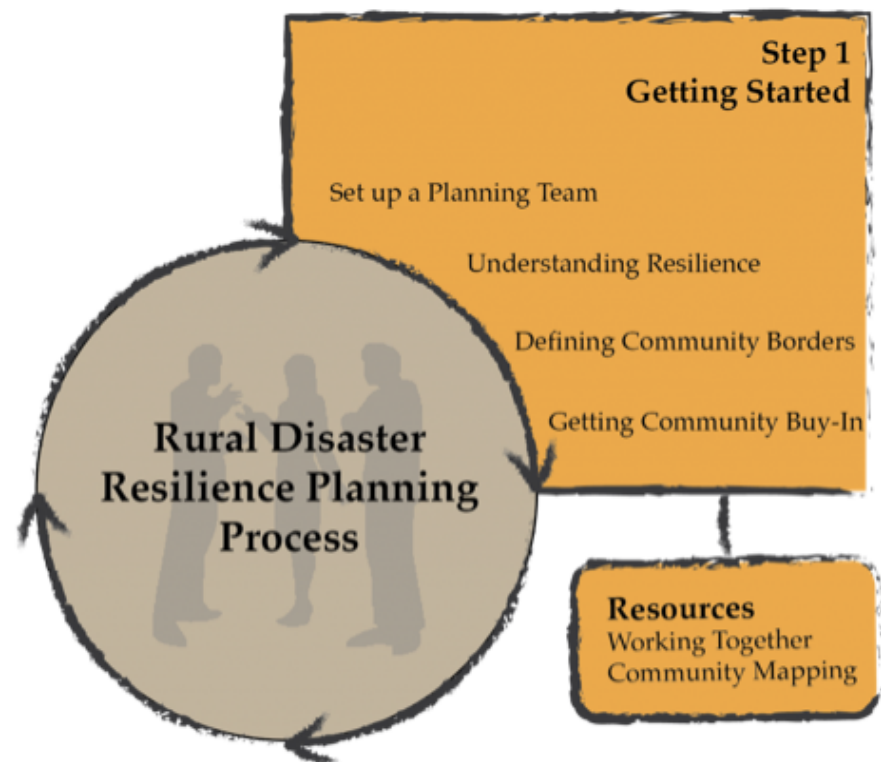 Step 1
Getting Started
Set up a Planning Team
Understanding Resilience
Defining Community Borders
Getting Community Buy-In
Rural Disaster
Resilience Planning
Process
Resources
Working Together
Community Mapping